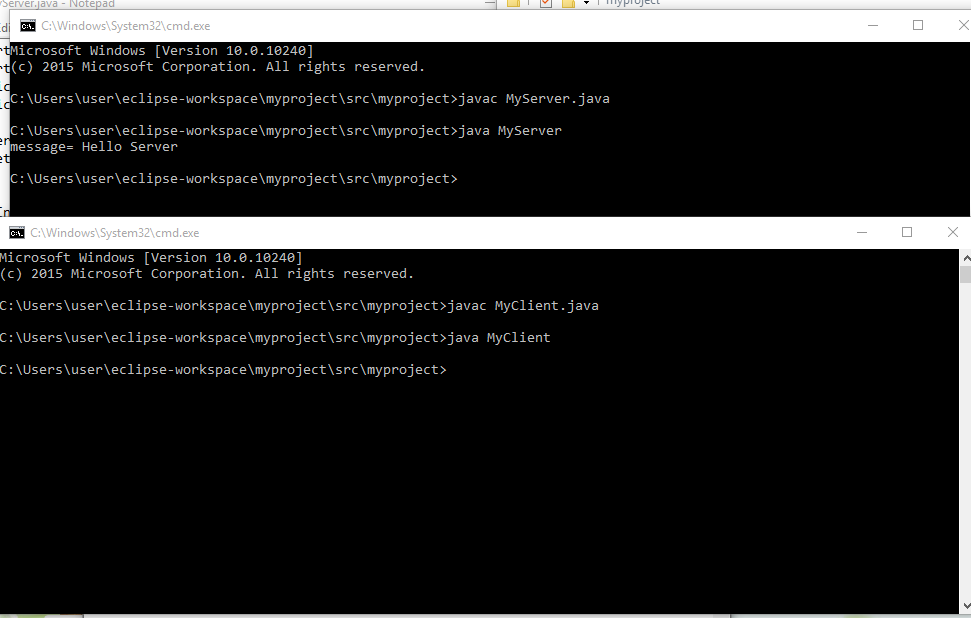 Server.java - Notepad
myproject
C:\Windows\System32\cmd.exe
Microsoft Windows [Version 10.0.10240]
(c) 2015 Microsoft Corporation. All rights reserved.
C:\Users\user\eclipse-workspace\myproject\src\myproject>javac MyServer.java
C:\Users\user\eclipse-workspace\myproject\src\myproject>java MyServer
message= Hello Server
C:\Users\user\eclipse-workspace\myproject\src\myproject>
C:\Windows\System32\cmd.exe
Microsoft Windows [Version 10.0.10240]
(c) 2015 Microsoft Corporation. All rights reserved.
C:\Users\user\eclipse-workspace\myproject\src\myproject>javac MyClient.java
C:\Users\user\eclipse-workspace\myproject\src\myproject>java MyClient
C:\Users\user\eclipse-workspace\myproject\src\myproject>